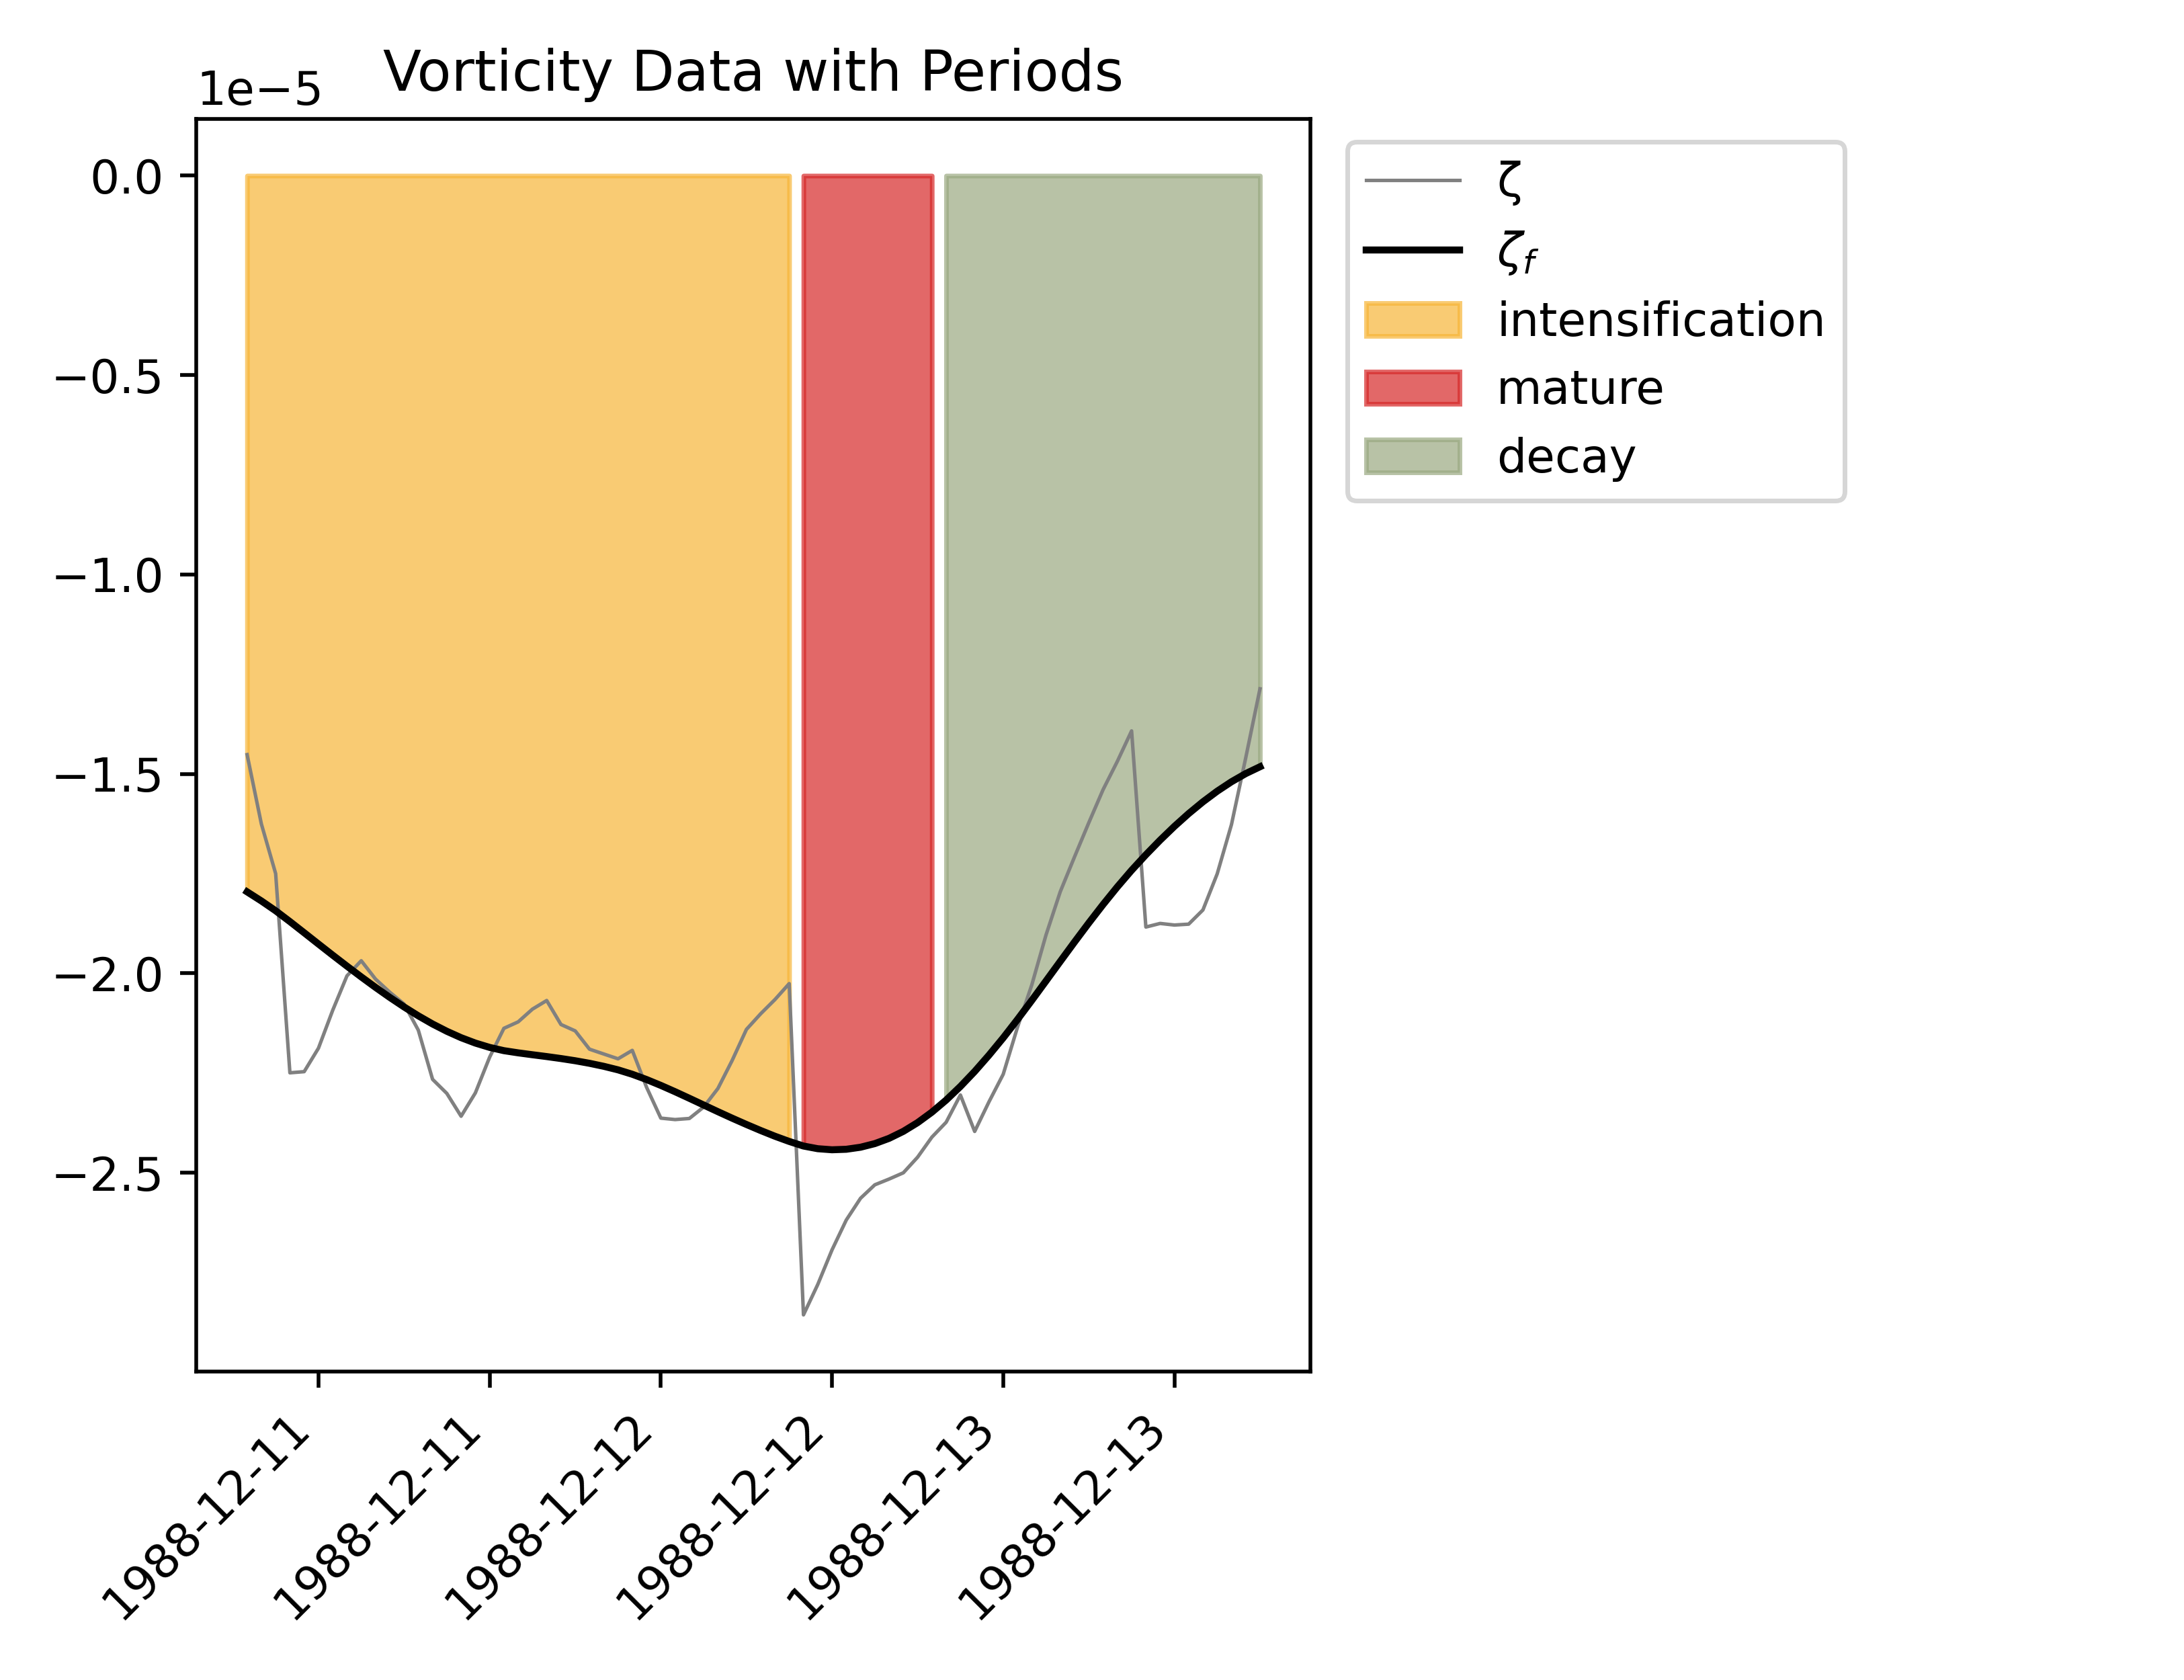 Vorticity Data with Periods
1e−5
0.0
−0.5
−1.0
−1.5
−2.0
−2.5
1988-12-11
1988-12-11
1988-12-12
1988-12-12
1988-12-13
1988-12-13
ζ
ζf
intensification
mature
decay